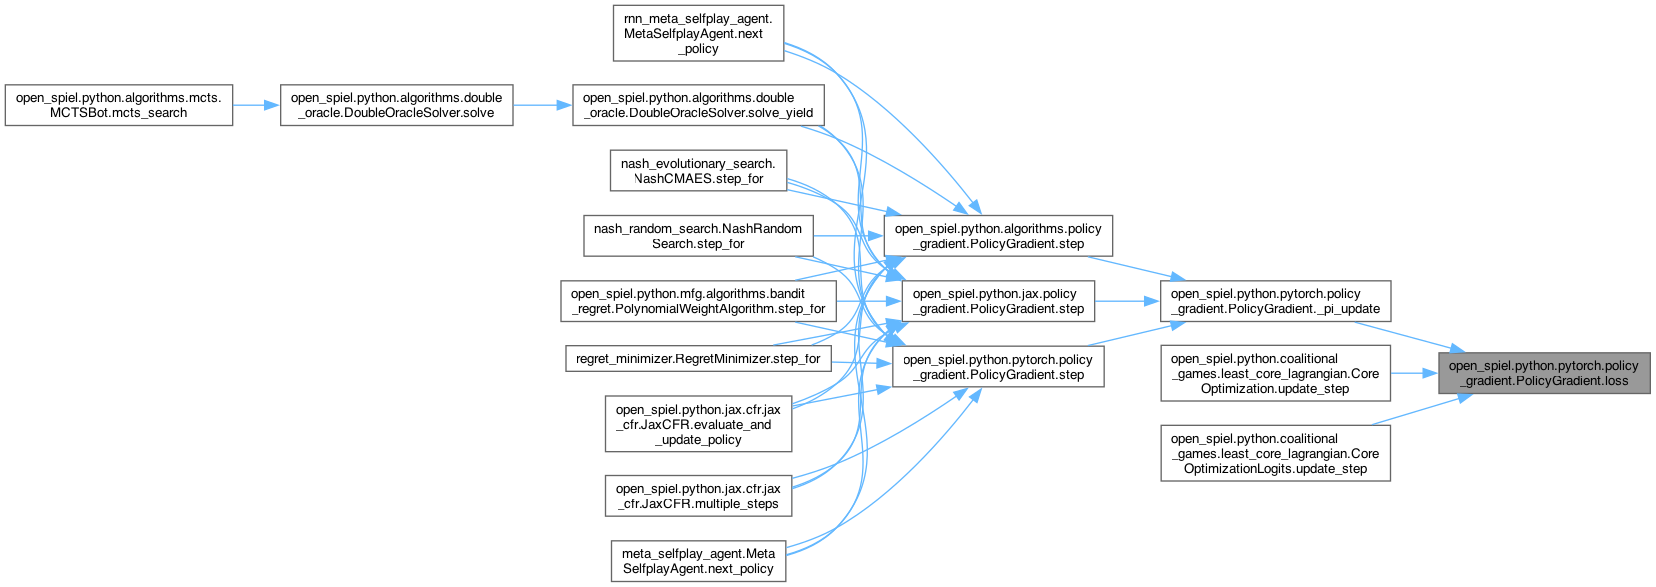 rnn_meta_selfplay_agent.
MetaSelfplayAgent.next
_policy
open_spiel.python.algorithms.mcts.
MCTSBot.mcts_search
open_spiel.python.algorithms.double
_oracle.DoubleOracleSolver.solve
open_spiel.python.algorithms.double
_oracle.DoubleOracleSolver.solve_yield
nash_evolutionary_search.
NashCMAES.step_for
nash_random_search.NashRandom
Search.step_for
open_spiel.python.mfg.algorithms.bandit
_regret.PolynomialWeightAlgorithm.step_for
regret_minimizer.RegretMinimizer.step_for
open_spiel.python.jax.cfr.jax
_cfr.JaxCFR.evaluate_and
_update_policy
open_spiel.python.jax.cfr.jax
_cfr.JaxCFR.multiple_steps
meta_selfplay_agent.Meta
SelfplayAgent.next_policy
open_spiel.python.algorithms.policy
_gradient.PolicyGradient.step
open_spiel.python.jax.policy
_gradient.PolicyGradient.step
open_spiel.python.pytorch.policy
_gradient.PolicyGradient.step
open_spiel.python.pytorch.policy
_gradient.PolicyGradient._pi_update
open_spiel.python.coalitional
_games.least_core_lagrangian.Core
Optimization.update_step
open_spiel.python.coalitional
_games.least_core_lagrangian.Core
OptimizationLogits.update_step
open_spiel.python.pytorch.policy
_gradient.PolicyGradient.loss